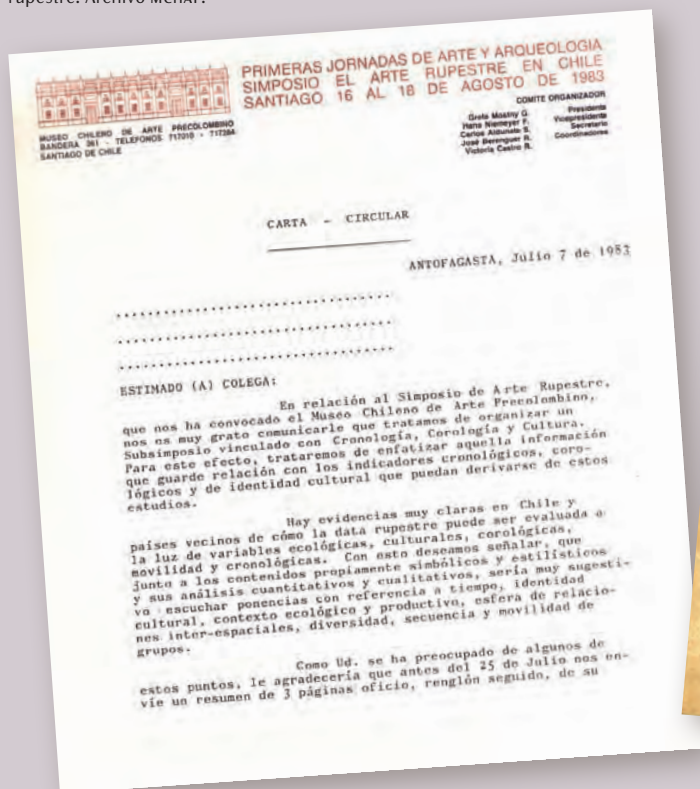 rupestre. Archivo MChAP.
PRIMERAS JORNADAS DE ARTE Y ARQUEOLOGIA
SIMPOSIO EL ARTE RUPESTRE EN CHILE
SANTIAGO 16 AL 18 DE AGOSTO DE 1983
MUSEO CHILENO DE ARTE PRECOLOMBINO
BANDERA 361 - TELEFONOS 717010 - 717284
SANTIAGO DE CHILE
COMITE ORGANIZADOR
Grete Mostny G. Presidenta
Hans Niemeyer F. Vicepresidente
Carlos Aldunate S. Secretario
José Berenguer R. Coordinadores
Victoria Castro R.
CARTA - CIRCULAR
ANTOFAGASTA, Julio 7 de 1983
ESTIMADO (A) COLEGA:
En relación al Simposio de Arte Rupestre,
que nos ha convocado el Museo Chileno de Arte Precolombino,
nos es muy grato comunicarle que tratamos de organizar un
Subsimposio vinculado con Cronología, Corología y Cultura.
Para este efecto, trataremos de enfatizar aquella información
que guarde relación con los indicadores cronológicos, coro-
lógicos y de identidad cultural que puedan derivarse de estos
estudios.
Hay evidencias muy claras en Chile y
países vecinos de cómo la data rupestre puede ser evaluada a
la luz de variables ecológicas, culturales, corológicas,
movilidad y cronológicas. Con esto deseamos señalar, que
junto a los contenidos propiamente simbólicos y estilísticos
y sus análisis cuantitativos y cualitativos, sería muy sugesti-
vo escuchar ponencias con referencia a tiempo, identidad
cultural, contexto ecológico y productivo, esfera de relacio-
nes inter-espaciales, diversidad, secuencia y movilidad de
grupos.
Como Ud. se ha preocupado de algunos de
estos puntos, le agradecería que antes del 25 de Julio nos en-
víe un resumen de 3 páginas oficio, renglón seguido, de su